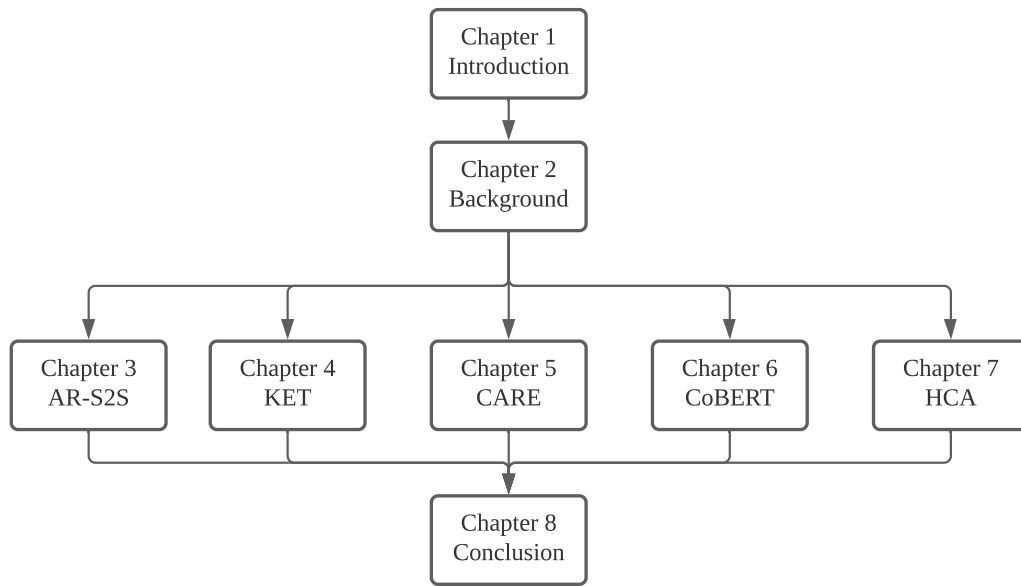 Chapter 1
Introduction
Chapter 2
Background
Chapter 3
AR-S2S
Chapter 4
KET
Chapter 5
CARE
Chapter 6
CoBERT
Chapter 7
HCA
Chapter 8
Conclusion